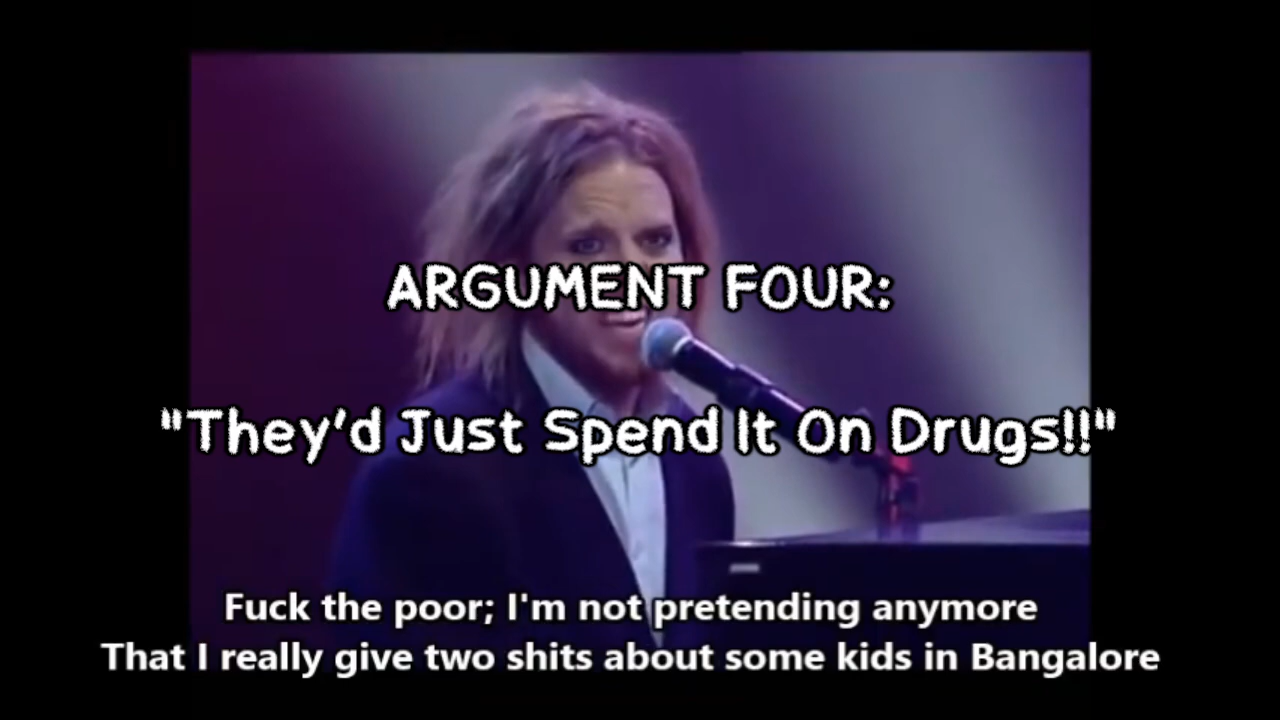 ARGUMENT FOUR:
"They'd Just Spend It On Drugs!!"
Fuck the poor; I'm not pretending anymore
That I really give two shits about some kids in Bangalore